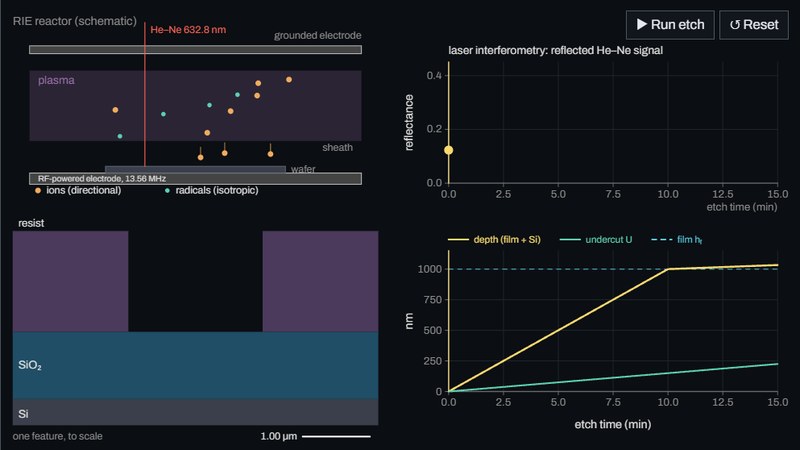 RIE reactor (schematic)
He–Ne 632.8 nm
grounded electrode
plasma
sheath
wafer
RF-powered electrode, 13.56 MHz
ions (directional)
radicals (isotropic)
▶ Run etch
↺ Reset
laser interferometry: reflected He–Ne signal
reflectance
0.4
0.2
0.0
0.0 2.5 5.0 7.5 10.0 12.5 15.0
etch time (min)
resist
SiO₂
Si
one feature, to scale
1.00 μm
depth (film + Si)
undercut U
film hf
nm
1000
750
500
250
0
0.0 2.5 5.0 7.5 10.0 12.5 15.0
etch time (min)